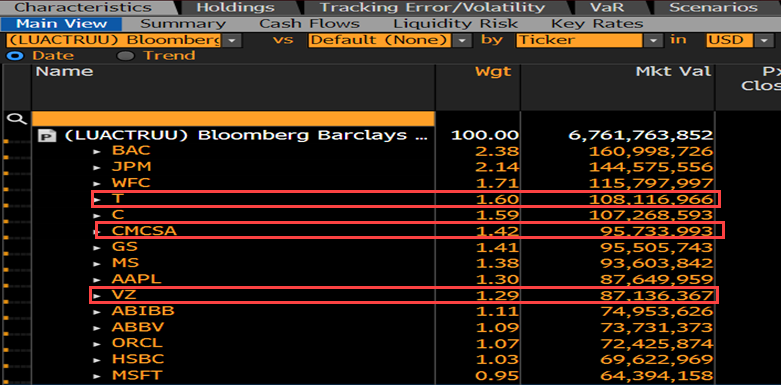 Characteristics Holdings Tracking Error/Volatility VaR Scenarios
Main View Summary Cash Flows Liquidity Risk Key Rates
(LUACTRUU) Bloomberg vs Default (None) by Ticker in USD
Date Trend
Name Wgt Mkt Val Px
Clos
(LUACTRUU) Bloomberg Barclays ... 100.00 6,761,763,852
BAC 2.38 160,998,726
JPM 2.14 144,575,556
WFC 1.71 115,797,997
T 1.60 108,116,966
C 1.59 107,268,593
CMCSA 1.42 95,733,993
GS 1.41 95,505,743
MS 1.38 93,603,842
AAPL 1.30 87,649,959
VZ 1.29 87,136,367
ABIBB 1.11 74,953,626
ABBV 1.09 73,731,373
ORCL 1.07 72,425,874
HSBC 1.03 69,622,969
MSFT 0.95 64,394,158